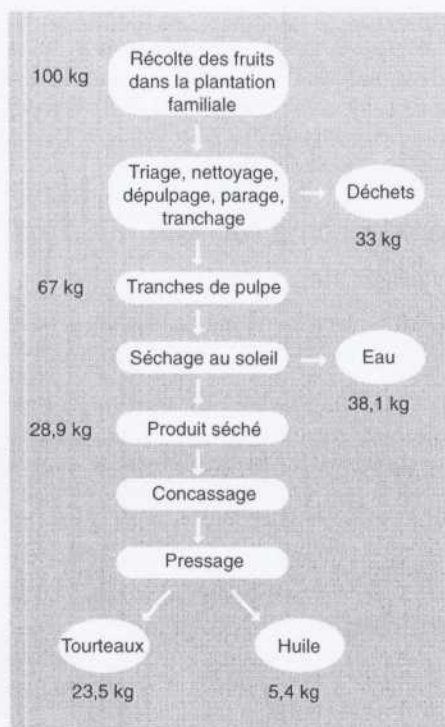 100 kg
Récolte des fruits
dans la plantation
familiale
Triage, nettoyage,
dépulpage, parage,
tranchage
Déchets
33 kg
67 kg
Tranches de pulpe
Séchage au soleil
Eau
38,1 kg
28,9 kg
Produit séché
Concassage
Pressage
Tourteaux
Huile
23,5 kg
5,4 kg